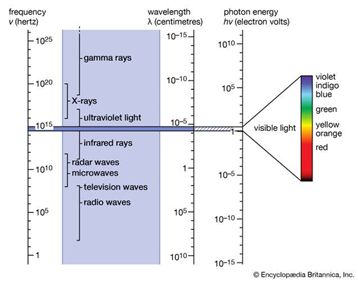 frequency
ν (hertz)
wavelength
λ (centimetres)
photon energy
hν (electron volts)
10²⁵
10²⁰
10¹⁵
10¹⁰
10⁵
1
gamma rays
X-rays
ultraviolet light
infrared rays
radar waves
microwaves
television waves
radio waves
10⁻¹⁵
10⁻¹⁰
10⁻⁵
1
10⁵
10¹⁰
10¹⁰
10⁵
1
10⁻⁵
10⁻¹⁰
10⁻¹⁵
visible light
violet
indigo
blue
green
yellow
orange
red
© Encyclopædia Britannica, Inc.